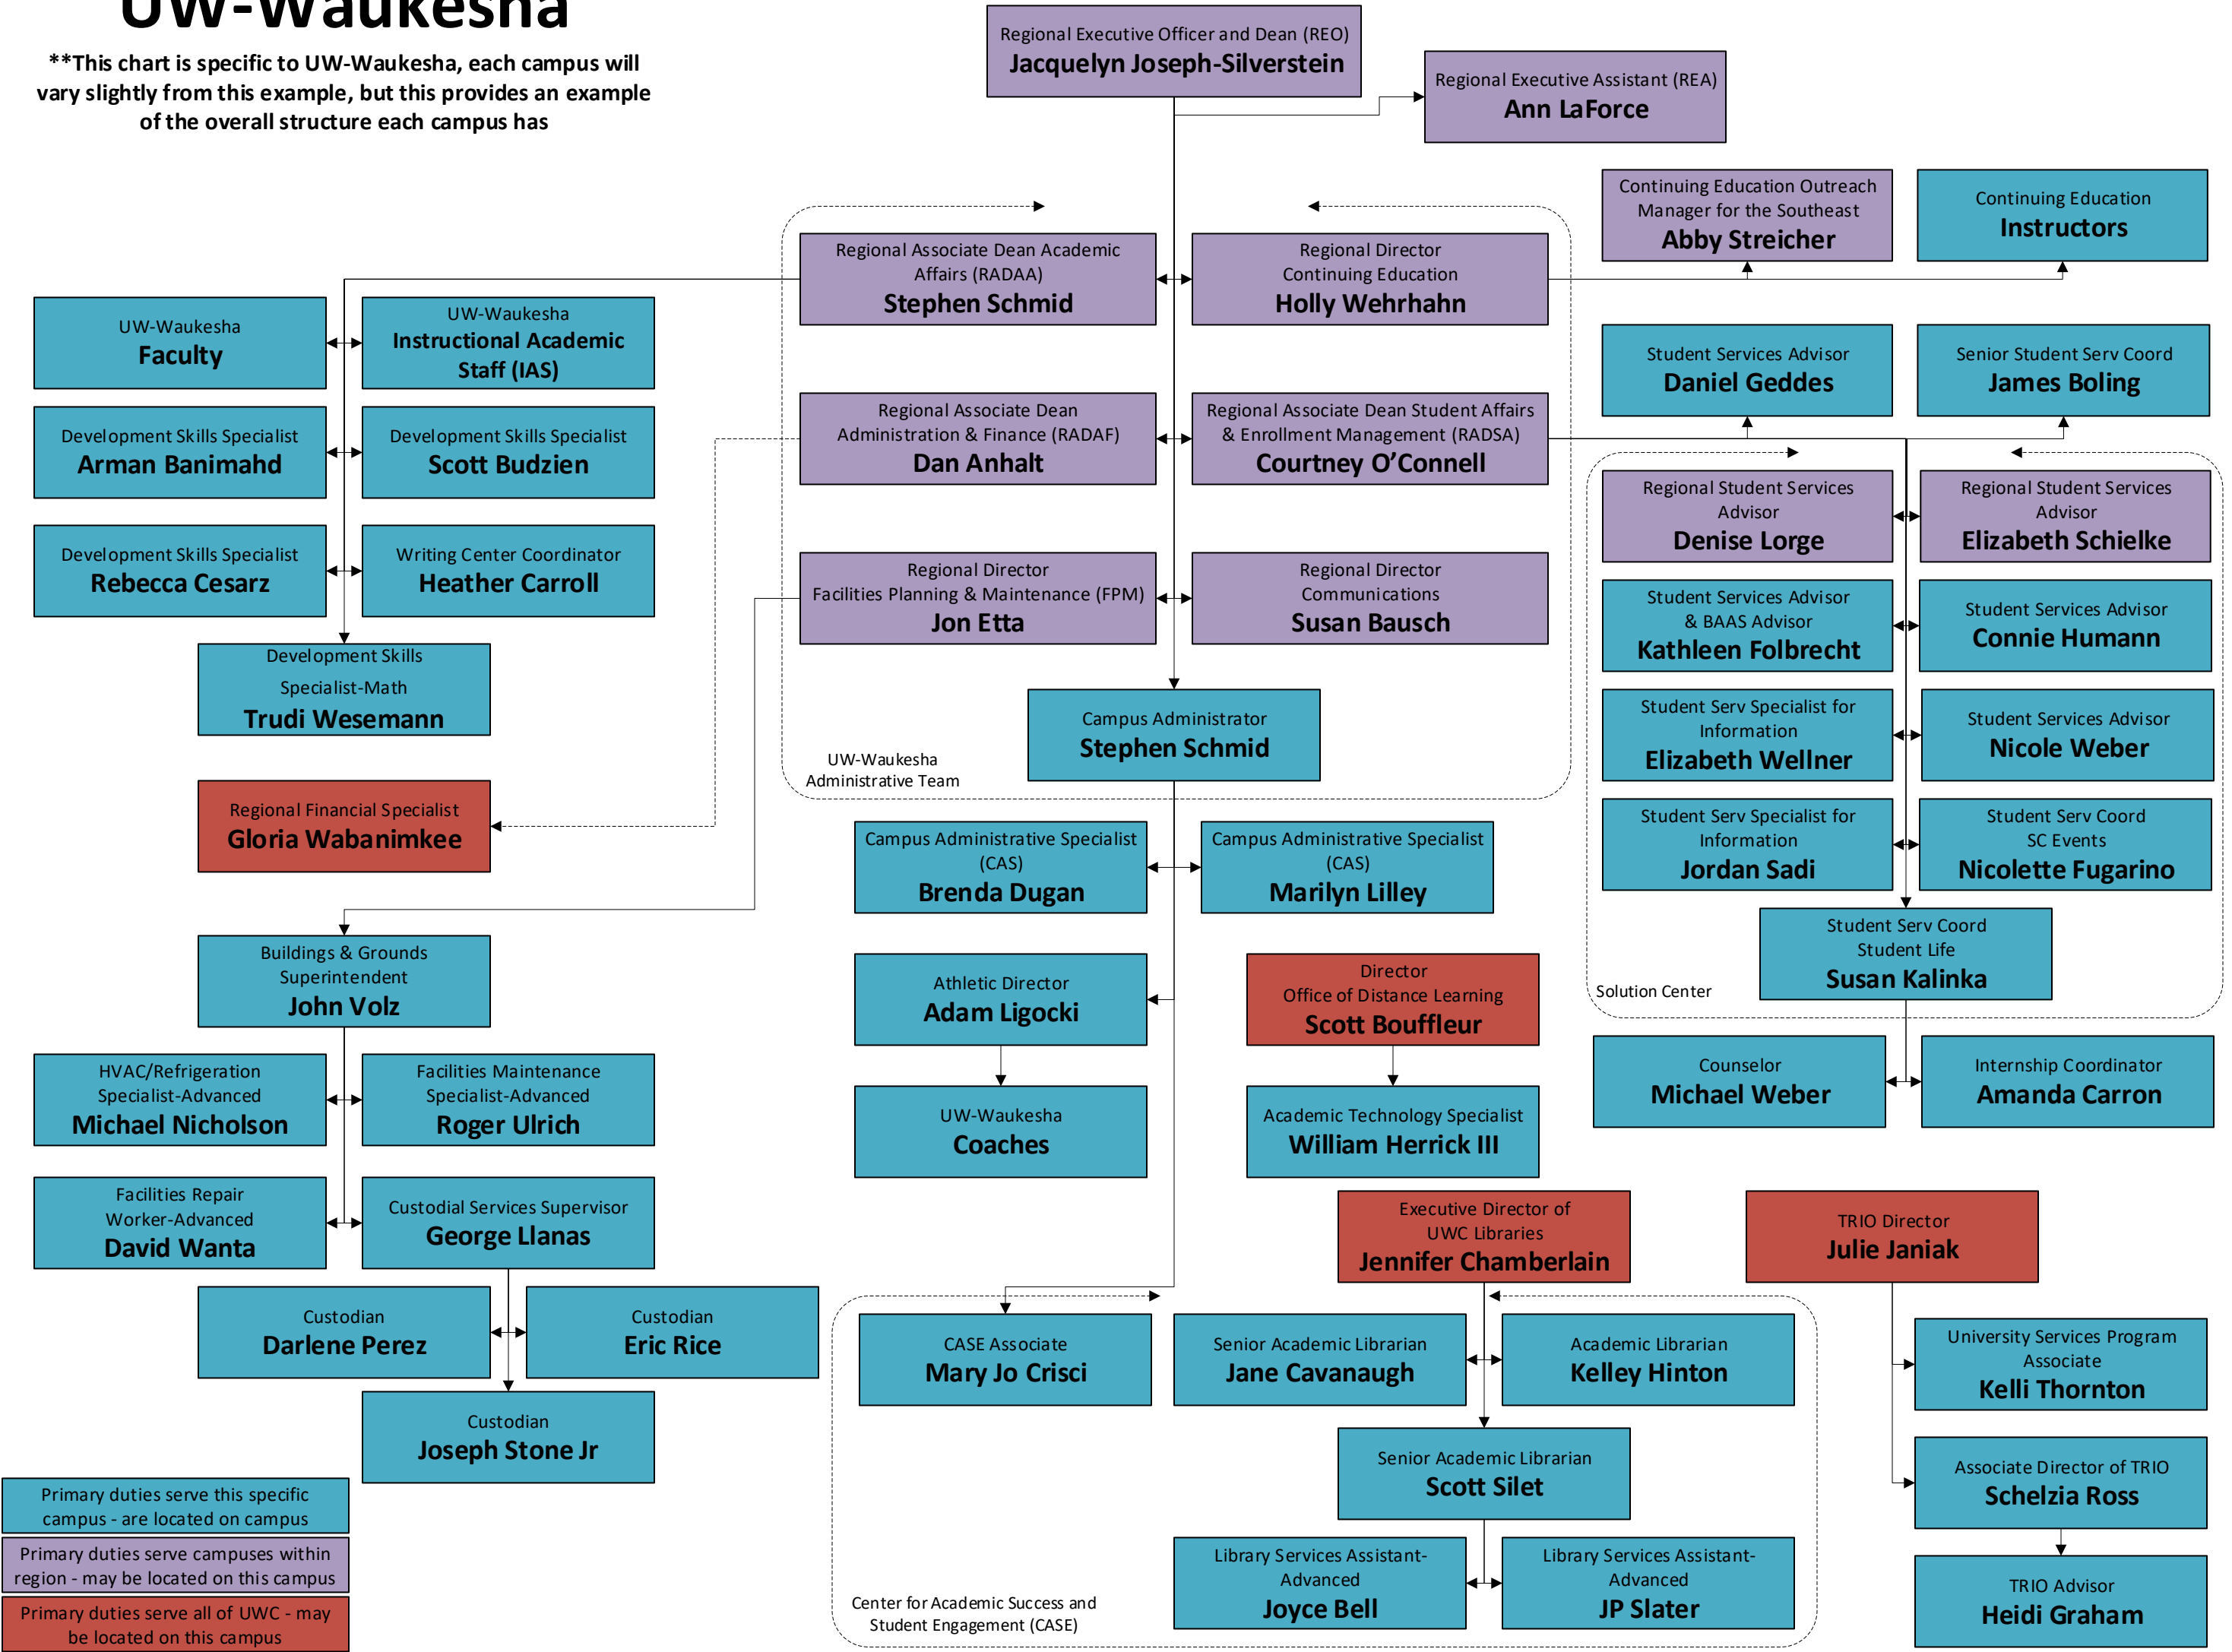 UW-Waukesha
**This chart is specific to UW-Waukesha, each campus will
vary slightly from this example, but this provides an example
of the overall structure each campus has
Regional Executive Officer and Dean (REO)
Jacquelyn Joseph-Silverstein
Regional Executive Assistant (REA)
Ann LaForce
Regional Associate Dean Academic
Affairs (RADAA)
Stephen Schmid
Regional Director
Continuing Education
Holly Wehrhahn
Continuing Education Outreach
Manager for the Southeast
Abby Streicher
Continuing Education
Instructors
UW-Waukesha
Faculty
UW-Waukesha
Instructional Academic
Staff (IAS)
Student Services Advisor
Daniel Geddes
Senior Student Serv Coord
James Boling
Development Skills Specialist
Arman Banimahd
Development Skills Specialist
Scott Budzien
Regional Associate Dean
Administration & Finance (RADAF)
Dan Anhalt
Regional Associate Dean Student Affairs
& Enrollment Management (RADSA)
Courtney O’Connell
Regional Student Services
Advisor
Denise Lorge
Regional Student Services
Advisor
Elizabeth Schielke
Development Skills Specialist
Rebecca Cesarz
Writing Center Coordinator
Heather Carroll
Regional Director
Facilities Planning & Maintenance (FPM)
Jon Etta
Regional Director
Communications
Susan Bausch
Student Services Advisor
& BAAS Advisor
Kathleen Folbrecht
Student Services Advisor
Connie Humann
Development Skills
Specialist-Math
Trudi Wesemann
Campus Administrator
Stephen Schmid
UW-Waukesha
Administrative Team
Student Serv Specialist for
Information
Elizabeth Wellner
Student Services Advisor
Nicole Weber
Regional Financial Specialist
Gloria Wabanimkee
Campus Administrative Specialist
(CAS)
Brenda Dugan
Campus Administrative Specialist
(CAS)
Marilyn Lilley
Student Serv Specialist for
Information
Jordan Sadi
Student Serv Coord
SC Events
Nicolette Fugarino
Student Serv Coord
Student Life
Susan Kalinka
Solution Center
Buildings & Grounds
Superintendent
John Volz
Athletic Director
Adam Ligocki
Director
Office of Distance Learning
Scott Bouffleur
HVAC/Refrigeration
Specialist-Advanced
Michael Nicholson
Facilities Maintenance
Specialist-Advanced
Roger Ulrich
UW-Waukesha
Coaches
Academic Technology Specialist
William Herrick III
Counselor
Michael Weber
Internship Coordinator
Amanda Carron
Facilities Repair
Worker-Advanced
David Wanta
Custodial Services Supervisor
George Llanas
Executive Director of
UWC Libraries
Jennifer Chamberlain
TRIO Director
Julie Janiak
Custodian
Darlene Perez
Custodian
Eric Rice
CASE Associate
Mary Jo Crisci
Senior Academic Librarian
Jane Cavanaugh
Academic Librarian
Kelley Hinton
University Services Program
Associate
Kelli Thornton
Custodian
Joseph Stone Jr
Senior Academic Librarian
Scott Silet
Associate Director of TRIO
Schelzia Ross
Primary duties serve this specific
campus - are located on campus
Primary duties serve campuses within
region - may be located on this campus
Primary duties serve all of UWC - may
be located on this campus
Center for Academic Success and
Student Engagement (CASE)
Library Services Assistant-
Advanced
Joyce Bell
Library Services Assistant-
Advanced
JP Slater
TRIO Advisor
Heidi Graham